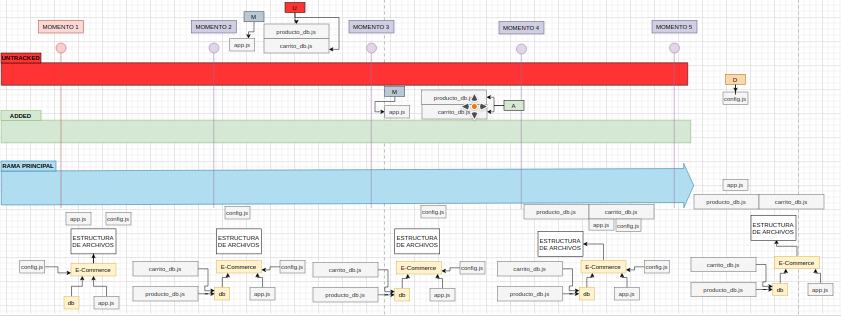 U
M
MOMENTO 1
MOMENTO 2
MOMENTO 3
MOMENTO 4
MOMENTO 5
producto_db.js
app.js
carrito_db.js
UNTRACKED
D
M
producto_db.js
config.js
A
app.js
carrito_db.js
ADDED
RAMA PRINCIPAL
app.js
producto_db.js
carrito_db.js
app.js
config.js
config.js
config.js
producto_db.js
carrito_db.js
app.js
config.js
ESTRUCTURA
DE ARCHIVOS
ESTRUCTURA
DE ARCHIVOS
ESTRUCTURA
DE ARCHIVOS
ESTRUCTURA
DE ARCHIVOS
ESTRUCTURA
DE ARCHIVOS
config.js
E-Commerce
db
app.js
carrito_db.js
E-Commerce
config.js
producto_db.js
db
app.js
carrito_db.js
E-Commerce
config.js
producto_db.js
db
app.js
carrito_db.js
E-Commerce
config.js
producto_db.js
db
app.js
carrito_db.js
E-Commerce
producto_db.js
db
app.js